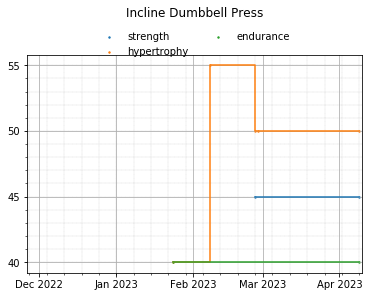 Incline Dumbbell Press
strength endurance
hypertrophy
55
50
45
40
Dec 2022 Jan 2023 Feb 2023 Mar 2023 Apr 2023